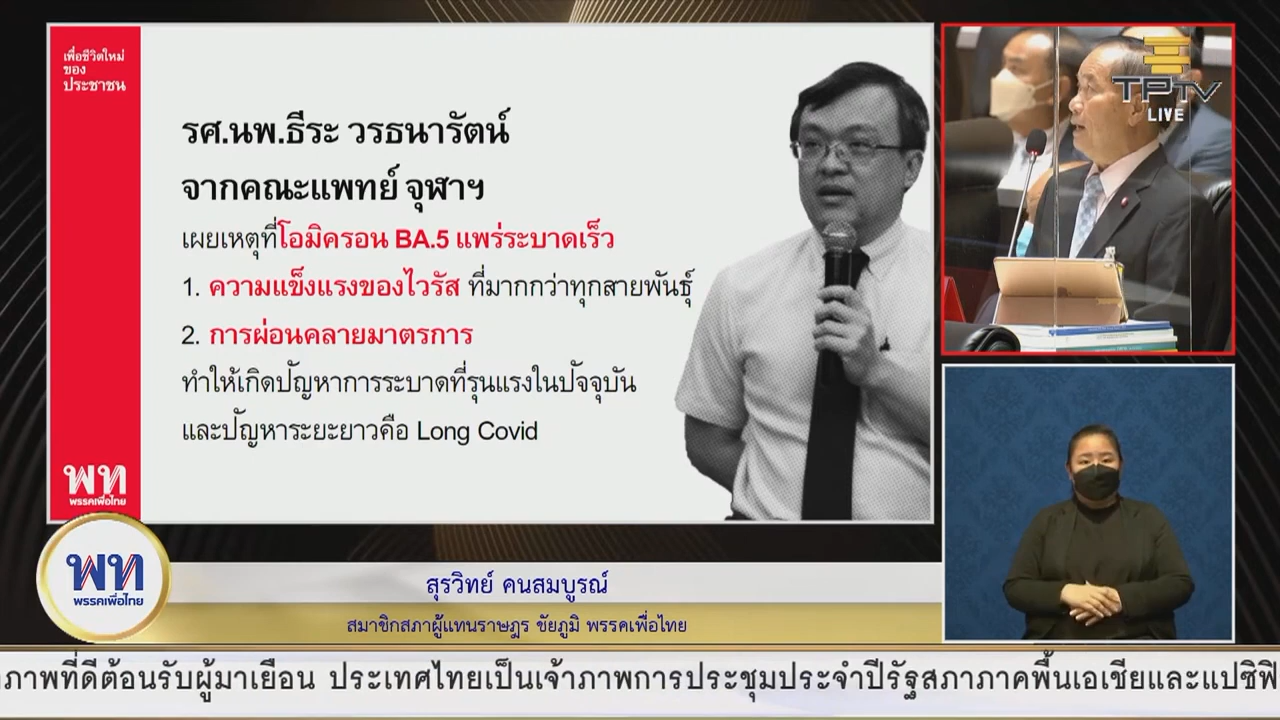 เพื่อชีวิตใหม่
ของ
ประชาชน
รศ.นพ.ธีระ วรธนารัตน์
จากคณะแพทย์ จุฬาฯ
เผยเหตุที่โอมิครอน BA.5 แพร่ระบาดเร็ว
1. ความแข็งแรงของไวรัส ที่มากกว่าทุกสายพันธุ์
2. การผ่อนคลายมาตรการ
ทำให้เกิดปัญหาการระบาดที่รุนแรงในปัจจุบัน
และปัญหาระยะยาวคือ Long Covid
พท
พรรคเพื่อไทย
TPTV
LIVE
พท
พรรคเพื่อไทย
สุรวิทย์ คนสมบูรณ์
สมาชิกสภาผู้แทนราษฎร ชัยภูมิ พรรคเพื่อไทย
ภาพที่ดีต้อนรับผู้มาเยือน ประเทศไทยเป็นเจ้าภาพการประชุมประจำปีรัฐสภาภาคพื้นเอเชียและแปซิฟิ